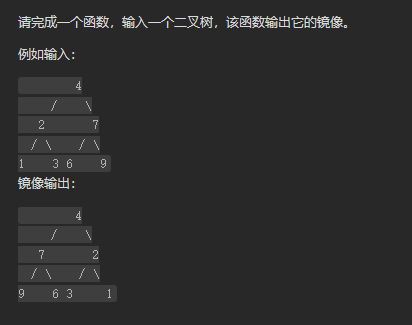 请完成一个函数，输入一个二叉树，该函数输出它的镜像。
例如输入：
4
/ \
2 7
/ \ / \
1 3 6 9
镜像输出：
4
/ \
7 2
/ \ / \
9 6 3 1